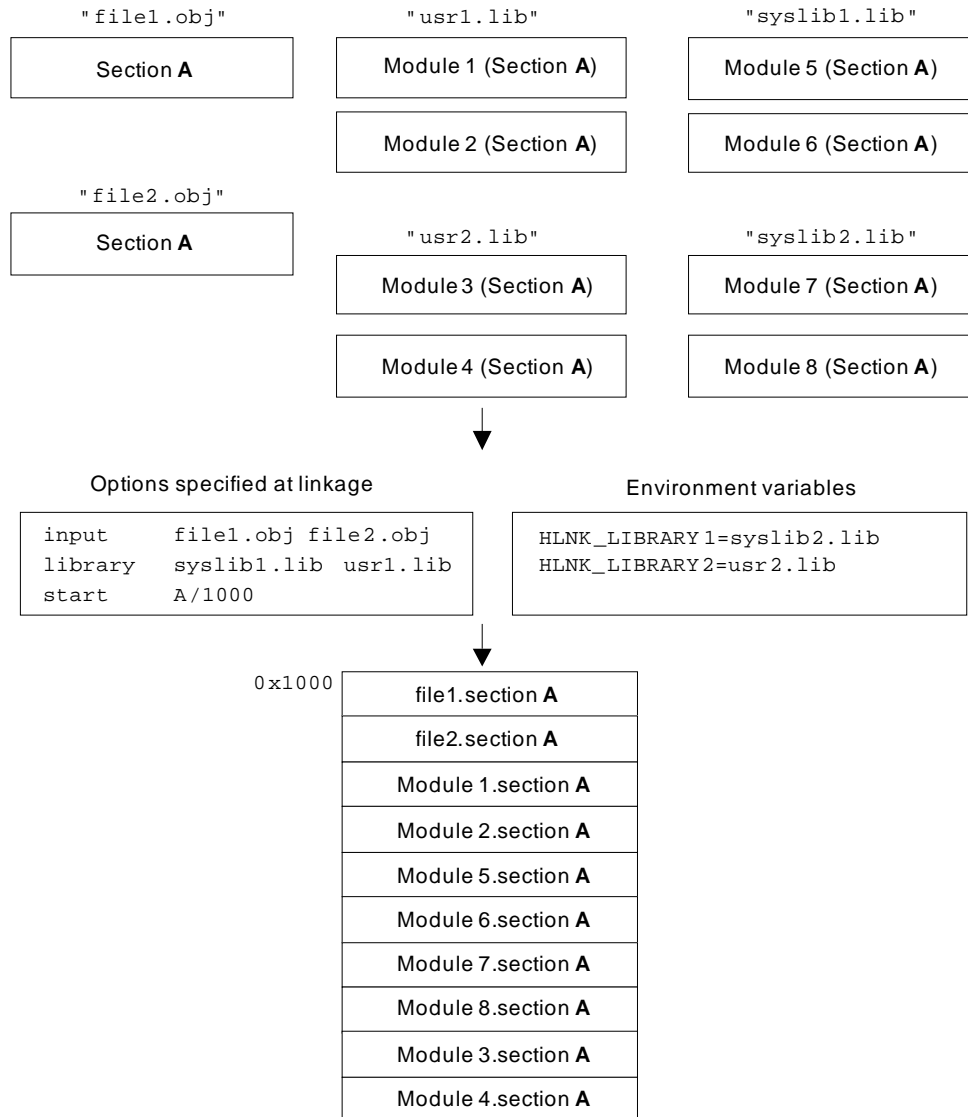 "file1.obj"
Section A
"file2.obj"
Section A
"usr1.lib"
Module 1 (Section A)
Module 2 (Section A)
"usr2.lib"
Module 3 (Section A)
Module 4 (Section A)
"syslib1.lib"
Module 5 (Section A)
Module 6 (Section A)
"syslib2.lib"
Module 7 (Section A)
Module 8 (Section A)
Options specified at linkage
input file1.obj file2.obj
library syslib1.lib usr1.lib
start A/1000
Environment variables
HLNK_LIBRARY1=syslib2.lib
HLNK_LIBRARY2=usr2.lib
0x1000
file1.section A
file2.section A
Module 1.section A
Module 2.section A
Module 5.section A
Module 6.section A
Module 7.section A
Module 8.section A
Module 3.section A
Module 4.section A